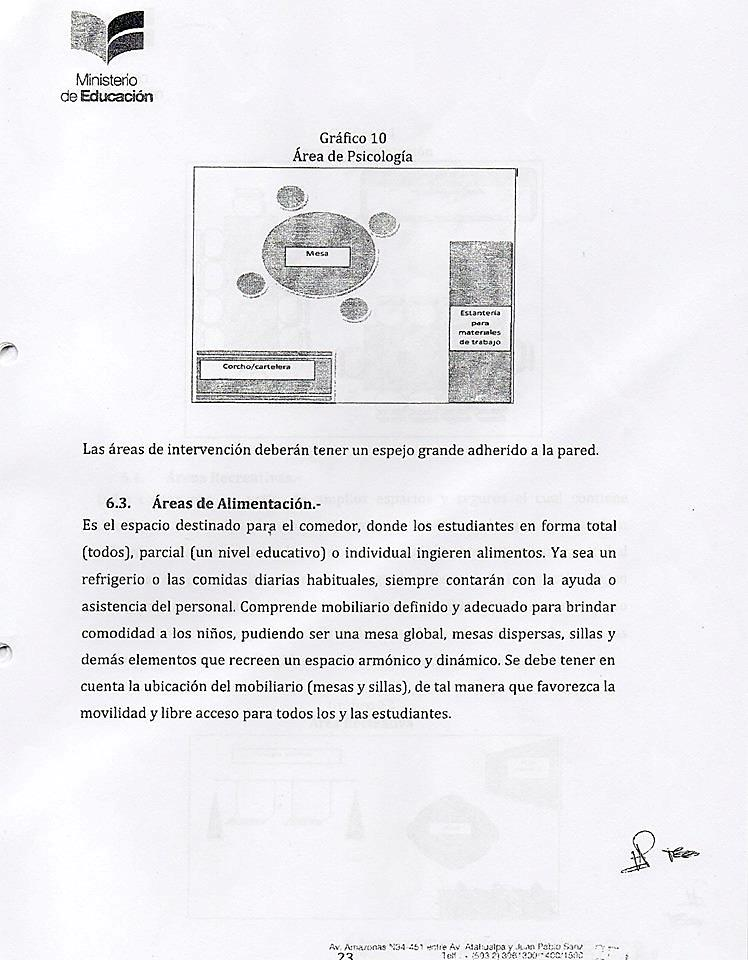 Ministerio
de Educación
Gráfico 10
Área de Psicología
Mesa
Estantería
para
materiales
de trabajo
Corcho/cartelera
Las áreas de intervención deberán tener un espejo grande adherido a la pared.
6.3. Áreas de Alimentación.-
Es el espacio destinado para el comedor, donde los estudiantes en forma total
(todos), parcial (un nivel educativo) o individual ingieren alimentos. Ya sea un
refrigerio o las comidas diarias habituales, siempre contarán con la ayuda o
asistencia del personal. Comprende mobiliario definido y adecuado para brindar
comodidad a los niños, pudiendo ser una mesa global, mesas dispersas, sillas y
demás elementos que recreen un espacio armónico y dinámico. Se debe tener en
cuenta la ubicación del mobiliario (mesas y sillas), de tal manera que favorezca la
movilidad y libre acceso para todos los y las estudiantes.
Av. Amazonas N34-451 entre Av. Atahualpa y Juan Pablo Sanz
23